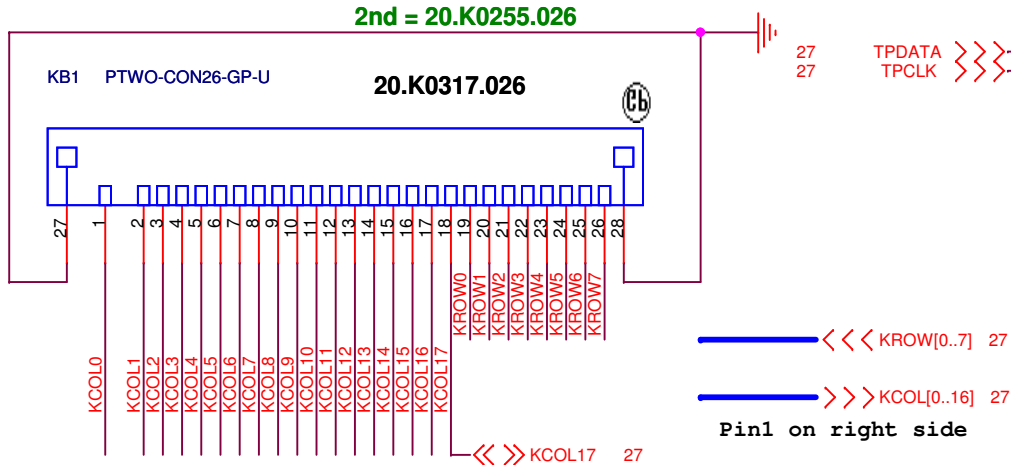 2nd = 20.K0255.026
KB1 PTWO-CON26-GP-U
20.K0317.026
27 TPDATA
27 TPCLK
27 1 2 3 4 5 6 7 8 9 10 11 12 13 14 15 16 17 18 19 20 21 22 23 24 25 26 28
KROW0 KROW1 KROW2 KROW3 KROW4 KROW5 KROW6 KROW7
KCOL0 KCOL1 KCOL2 KCOL3 KCOL4 KCOL5 KCOL6 KCOL7 KCOL8 KCOL9 KCOL10 KCOL11 KCOL12 KCOL13 KCOL14 KCOL15 KCOL16 KCOL17
KROW[0..7] 27
KCOL[0..16] 27
Pin1 on right side
KCOL17 27